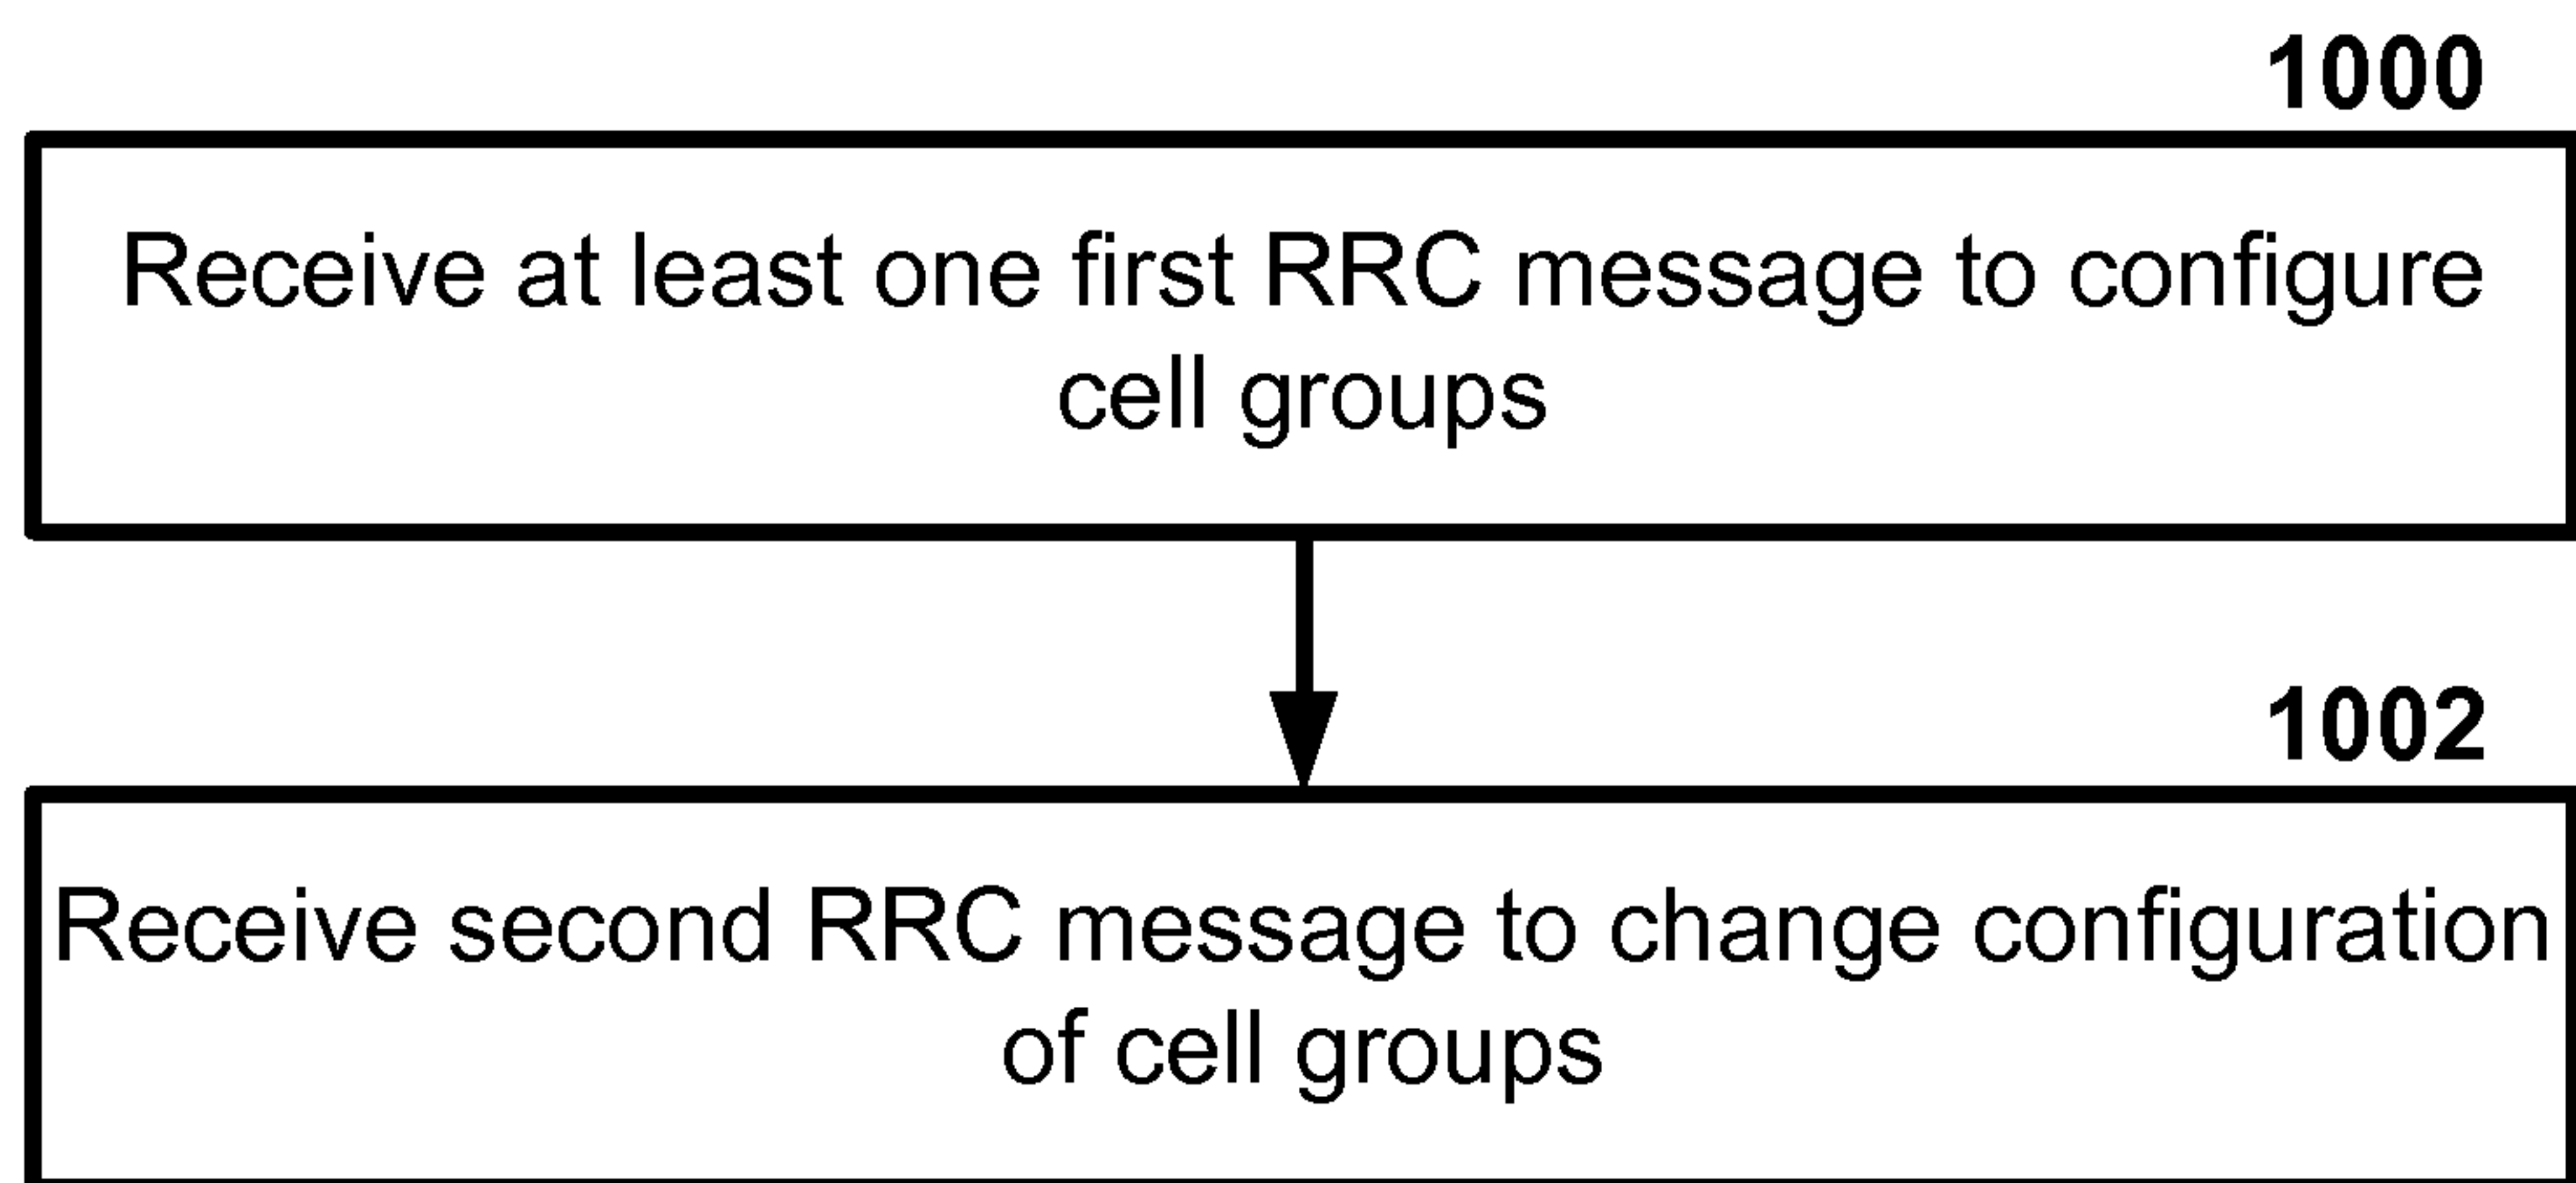 1000
Receive at least one first RRC message to configure
cell groups
1002
Receive second RRC message to change configuration
of cell groups